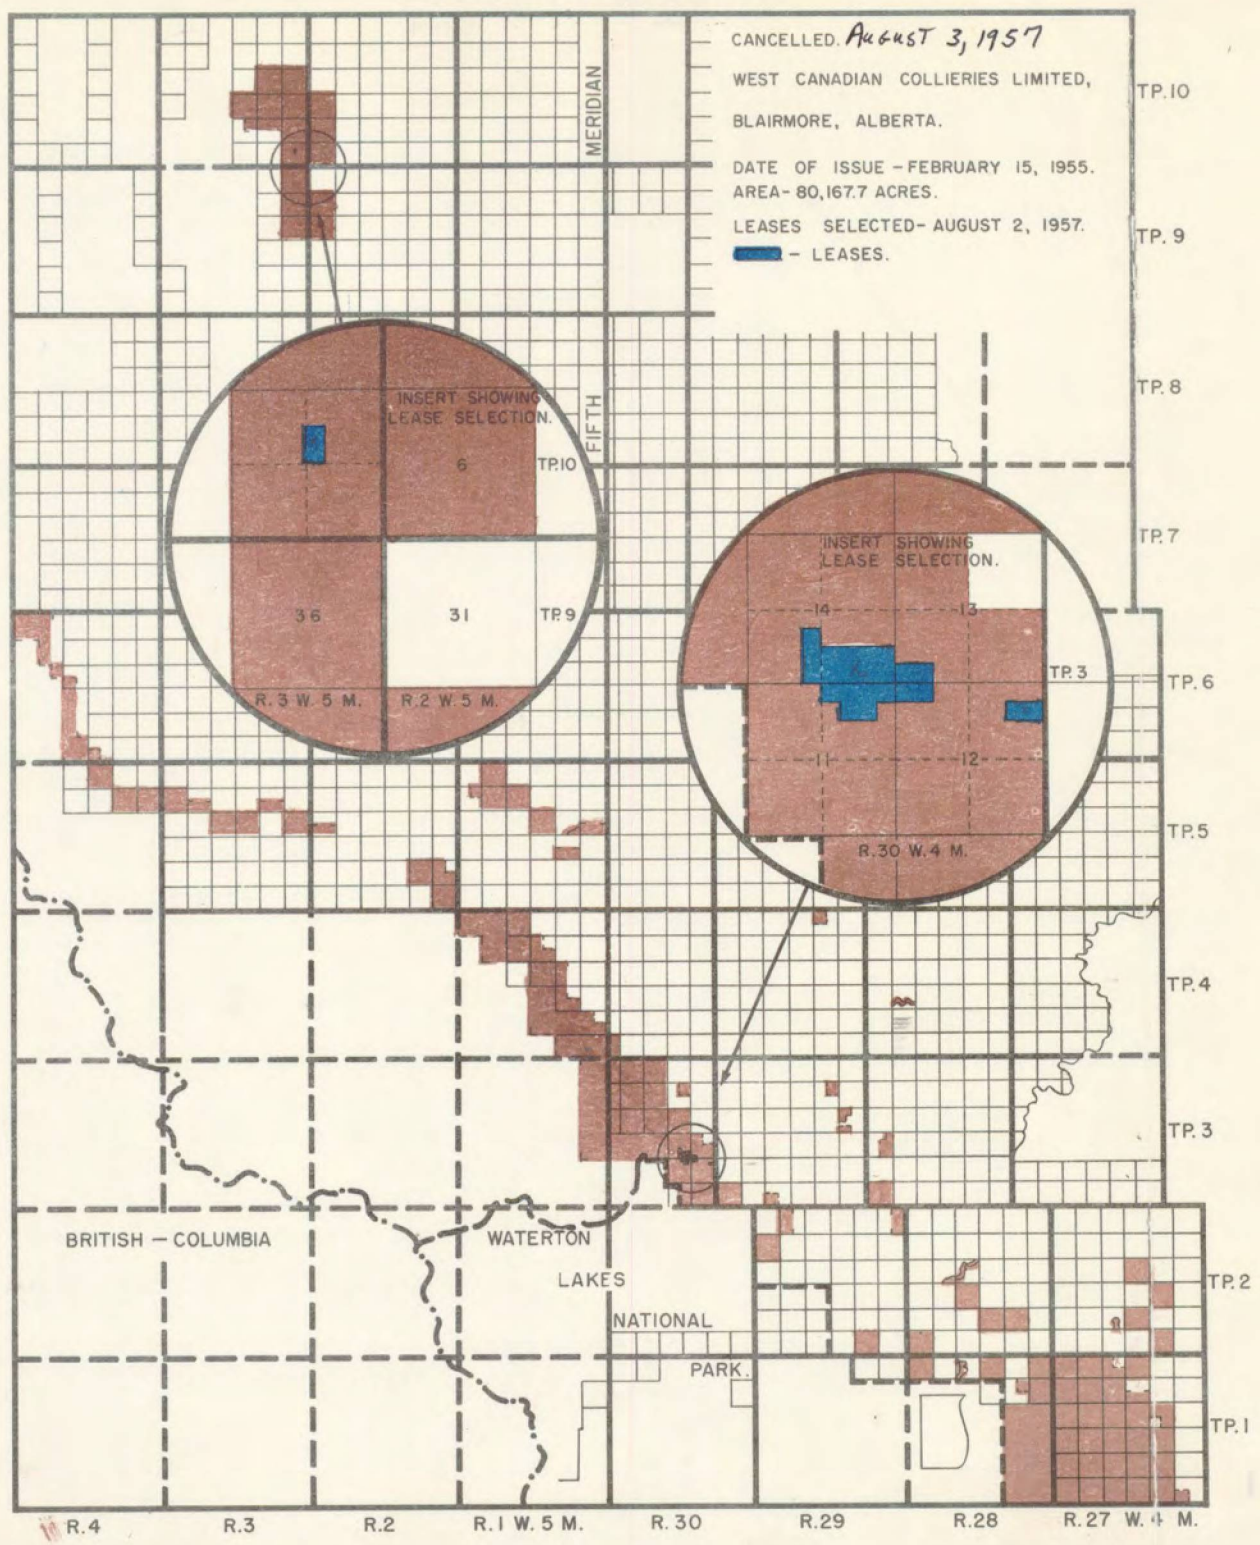 CANCELLED. AUGUST 3, 1957
WEST CANADIAN COLLIERIES LIMITED,
BLAIRMORE, ALBERTA.
DATE OF ISSUE – FEBRUARY 15, 1955.
AREA – 80,167.7 ACRES.
LEASES SELECTED – AUGUST 2, 1957.
– LEASES.
MERIDIAN
FIFTH
TP.10
TP. 9
TP. 8
TP. 7
TP. 6
TP. 5
TP. 4
TP. 3
TP. 2
TP. 1
INSERT SHOWING
LEASE SELECTION.
6
TP.10
36
31
TP.9
R.3 W. 5 M.
R.2 W. 5 M.
INSERT SHOWING
LEASE SELECTION.
14
13
TP. 3
11
12
R.30 W. 4 M.
BRITISH – COLUMBIA
WATERTON
LAKES
NATIONAL
PARK.
R.4
R.3
R.2
R.1 W. 5 M.
R. 30
R.29
R.28
R.27 W. 4 M.